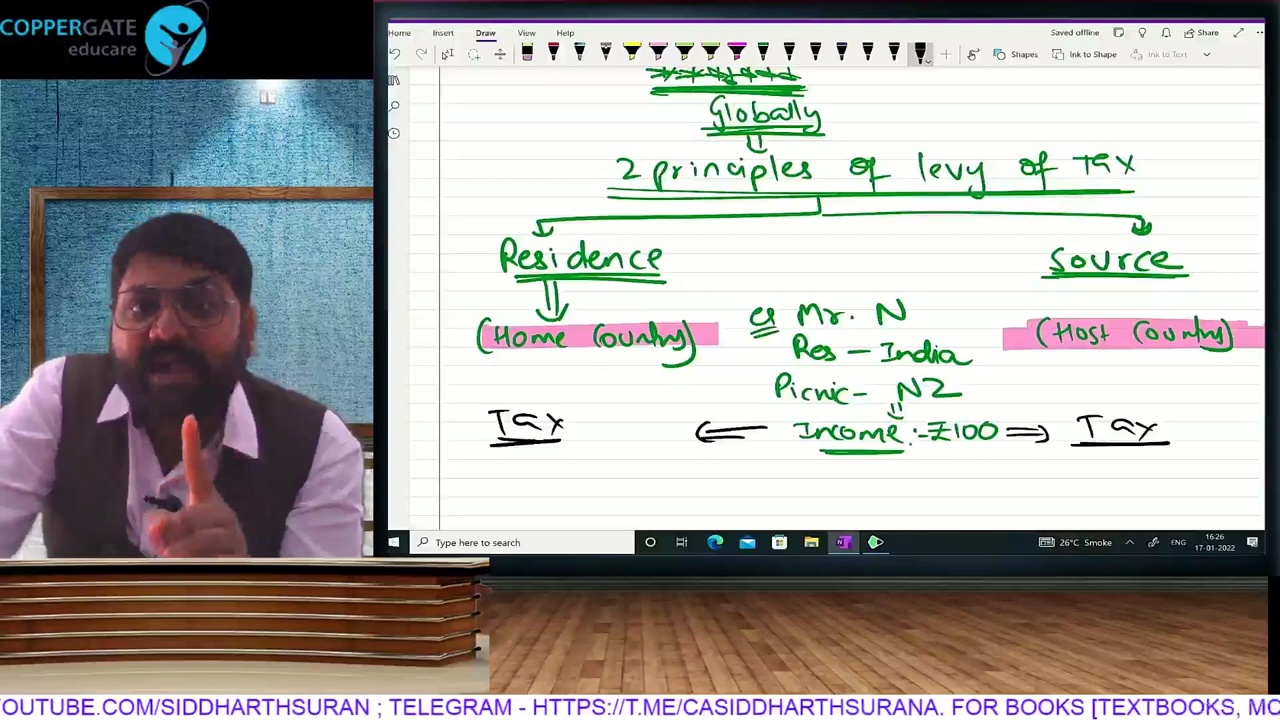 COPPERGATE
educare
Home Insert Draw View Help
Saved offline
Share
Shapes
Ink to Shape
Ink to Text
Globally
2 principles of levy of Tax
Residence
Source
(Home Country)
eg Mr. N
(Host Country)
Res - India
Picnic - NZ
Tax
Income :- ₹100
Tax
Type here to search
26°C Smoke
ENG
16:26
17-01-2022
YOUTUBE.COM/SIDDHARTHSURAN ; TELEGRAM - HTTPS://T.ME/CASIDDHARTHSURANA. FOR BOOKS [TEXTBOOKS, MC